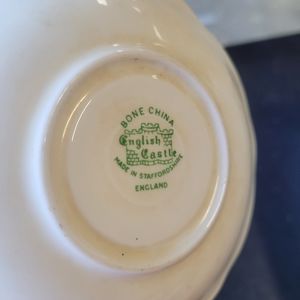 BONE CHINA
English
Castle
MADE IN STAFFORDSHIRE
ENGLAND